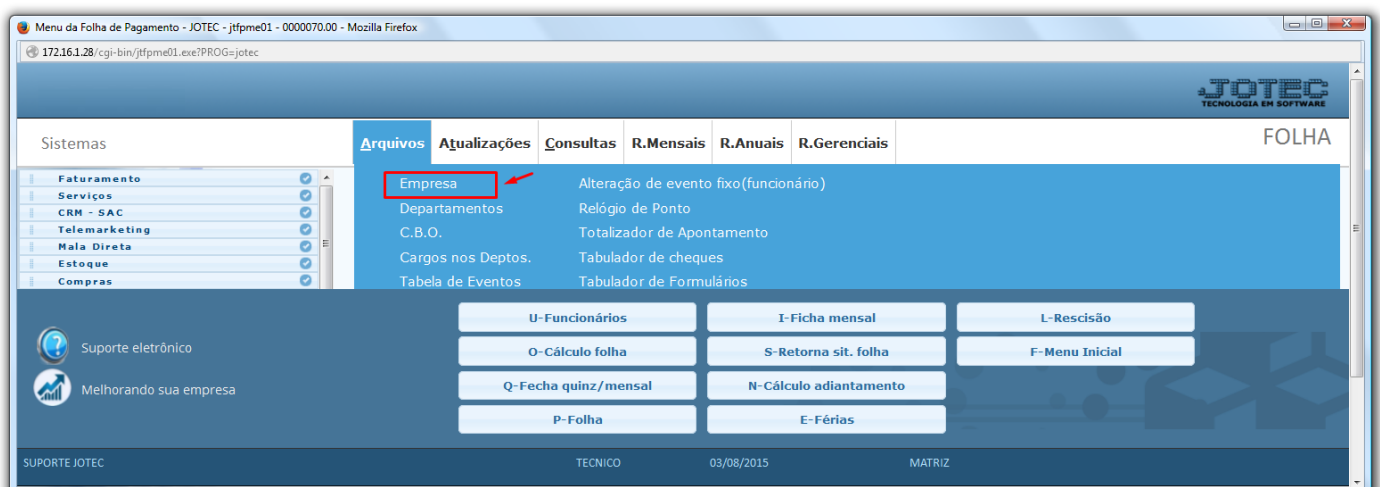 Menu da Folha de Pagamento - JOTEC - jtfpme01 - 0000070.00 - Mozilla Firefox
172.16.1.28/cgi-bin/jtfpme01.exe?PROG=jotec
JOTEC
TECNOLOGIA EM SOFTWARE
Sistemas
Arquivos Atualizações Consultas R.Mensais R.Anuais R.Gerenciais
FOLHA
Faturamento
Serviços
CRM - SAC
Telemarketing
Mala Direta
Estoque
Compras
Empresa
Departamentos
C.B.O.
Cargos nos Deptos.
Tabela de Eventos
Alteração de evento fixo(funcionário)
Relógio de Ponto
Totalizador de Apontamento
Tabulador de cheques
Tabulador de Formulários
Suporte eletrônico
Melhorando sua empresa
U-Funcionários I-Ficha mensal L-Rescisão
O-Cálculo folha S-Retorna sit. folha F-Menu Inicial
Q-Fecha quinz/mensal N-Cálculo adiantamento
P-Folha E-Férias
SUPORTE JOTEC TECNICO 03/08/2015 MATRIZ